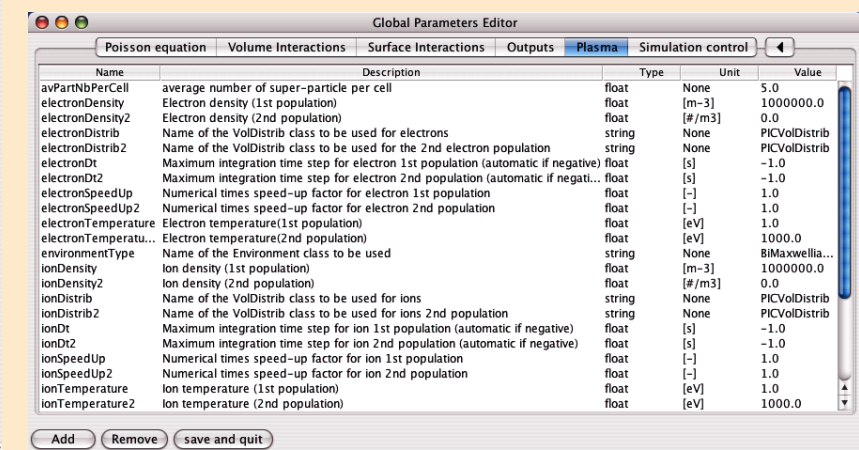 Global Parameters Editor
Poisson equation Volume Interactions Surface Interactions Outputs Plasma Simulation control
Name Description Type Unit Value
avPartNbPerCell average number of super-particle per cell float None 5.0
electronDensity Electron density (1st population) float [m-3] 1000000.0
electronDensity2 Electron density (2nd population) float [#/m3] 0.0
electronDistrib Name of the VolDistrib class to be used for electrons string None PICVolDistrib
electronDistrib2 Name of the VolDistrib class to be used for the 2nd electron population string None PICVolDistrib
electronDt Maximum integration time step for electron 1st population (automatic if negative) float [s] -1.0
electronDt2 Maximum integration time step for electron 2nd population (automatic if negati... float [s] -1.0
electronSpeedUp Numerical times speed-up factor for electron 1st population float [-] 1.0
electronSpeedUp2 Numerical times speed-up factor for electron 2nd population float [-] 1.0
electronTemperature Electron temperature(1st population) float [eV] 1.0
electronTemperatu... Electron temperature(2nd population) float [eV] 1000.0
environmentType Name of the Environment class to be used string None BiMaxwellia...
ionDensity Ion density (1st population) float [m-3] 1000000.0
ionDensity2 Ion density (2nd population) float [#/m3] 0.0
ionDistrib Name of the VolDistrib class to be used for ions string None PICVolDistrib
ionDistrib2 Name of the VolDistrib class to be used for ions 2nd population string None PICVolDistrib
ionDt Maximum integration time step for ion 1st population (automatic if negative) float [s] -1.0
ionDt2 Maximum integration time step for ion 2nd population (automatic if negative) float [s] -1.0
ionSpeedUp Numerical times speed-up factor for ion 1st population float [-] 1.0
ionSpeedUp2 Numerical times speed-up factor for ion 2nd population float [-] 1.0
ionTemperature Ion temperature (1st population) float [eV] 1.0
ionTemperature2 Ion temperature (2nd population) float [eV] 1000.0
Add Remove save and quit